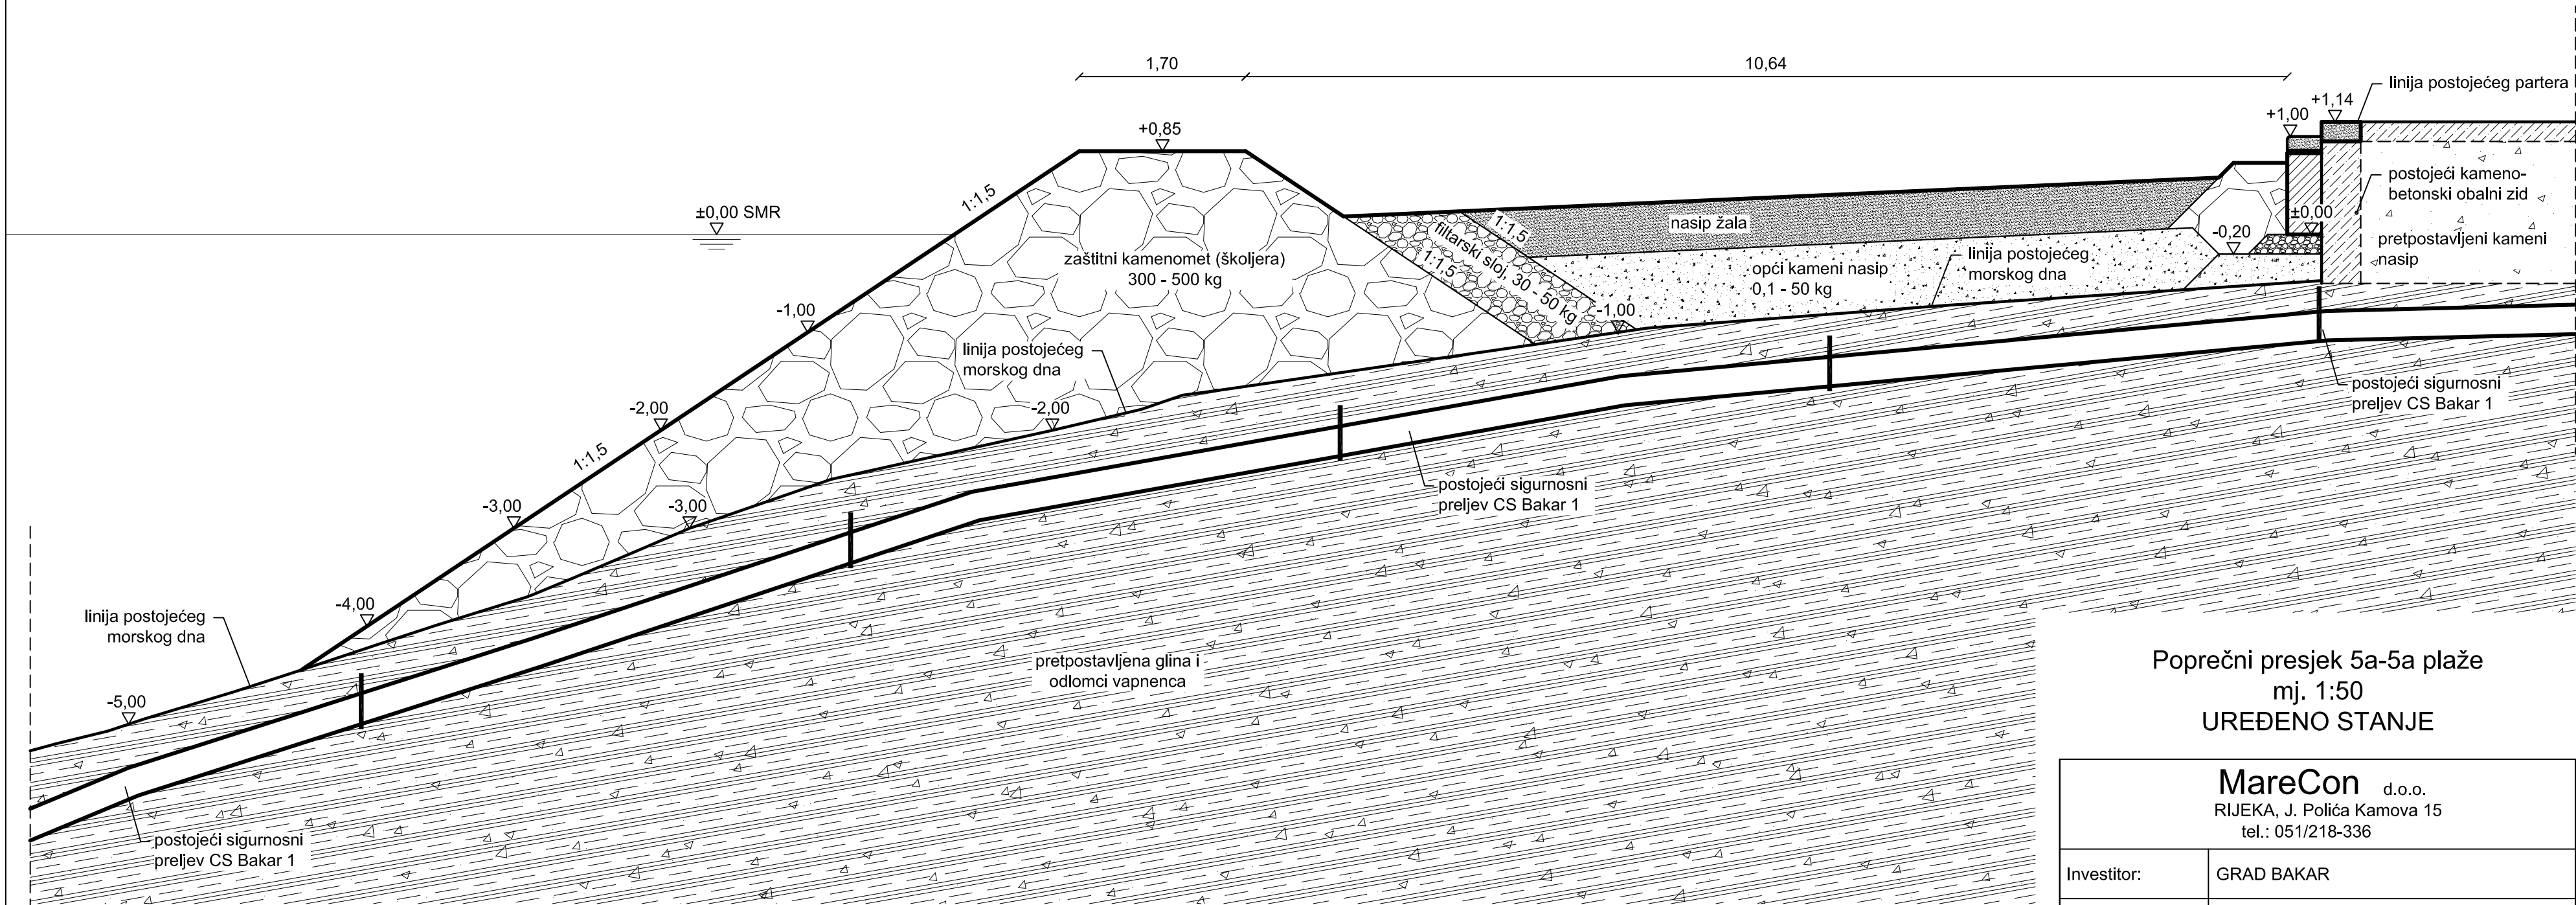 1,70
10,64
linija postojećeg partera
+1,14
+1,00
+0,85
1:1,5
±0,00 SMR
postojeći kameno-
betonski obalni zid
±0,00
nasip žala
1:1,5
filtarski sloj, 30 - 50 kg
1:1,5
-0,20
pretpostavljeni kameni
nasip
zaštitni kamenomet (školjera)
300 - 500 kg
opći kameni nasip
0,1 - 50 kg
linija postojećeg
morskog dna
-1,00
-1,00
linija postojećeg
morskog dna
-2,00
-2,00
postojeći sigurnosni
preljev CS Bakar 1
1:1,5
postojeći sigurnosni
preljev CS Bakar 1
-3,00
-3,00
-4,00
linija postojećeg
morskog dna
pretpostavljena glina i
odlomci vapnenca
-5,00
postojeći sigurnosni
preljev CS Bakar 1
Poprečni presjek 5a-5a plaže
mj. 1:50
UREĐENO STANJE
MareCon d.o.o.
RIJEKA, J. Polića Kamova 15
tel.: 051/218-336
Investitor: GRAD BAKAR